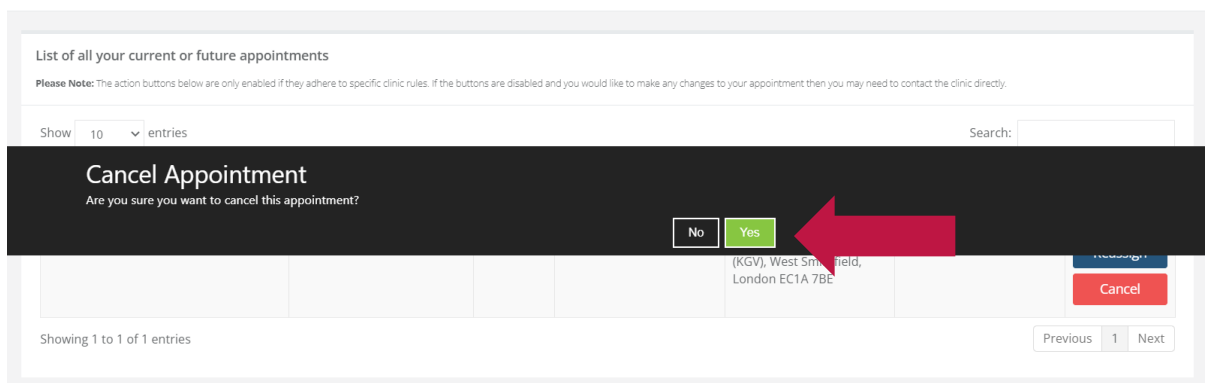 List of all your current or future appointments
Please Note: The action buttons below are only enabled if they adhere to specific clinic rules. If the buttons are disabled and you would like to make any changes to your appointment then you may need to contact the clinic directly.
Show 10 entries
Search:
Cancel Appointment
Are you sure you want to cancel this appointment?
No Yes
(KGV), West Smithfield,
London EC1A 7BE
Reassign
Cancel
Showing 1 to 1 of 1 entries
Previous 1 Next